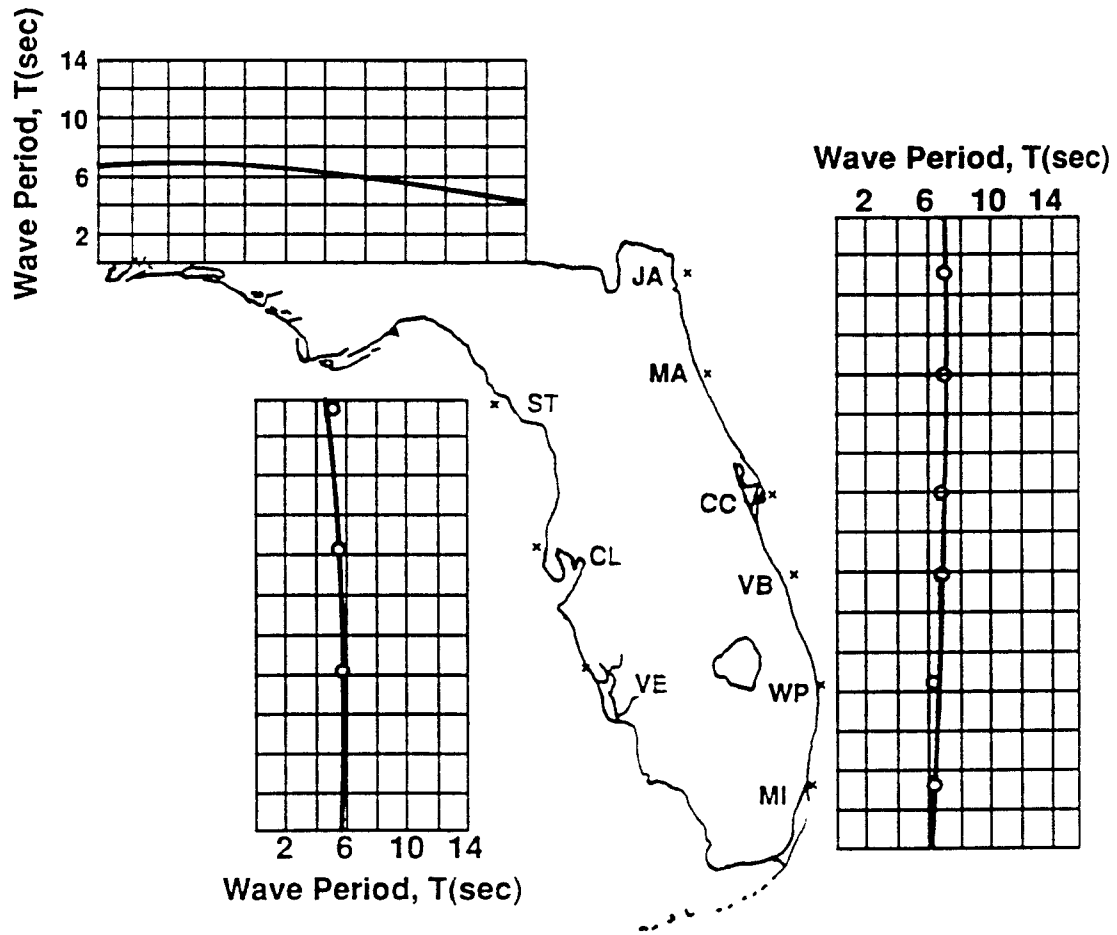 Wave Period, T(sec)
14
10
6
2
Wave Period, T(sec)
2 6 10 14
JA
MA
ST
CC
CL
VB
VE
WP
MI
2 6 10 14
Wave Period, T(sec)